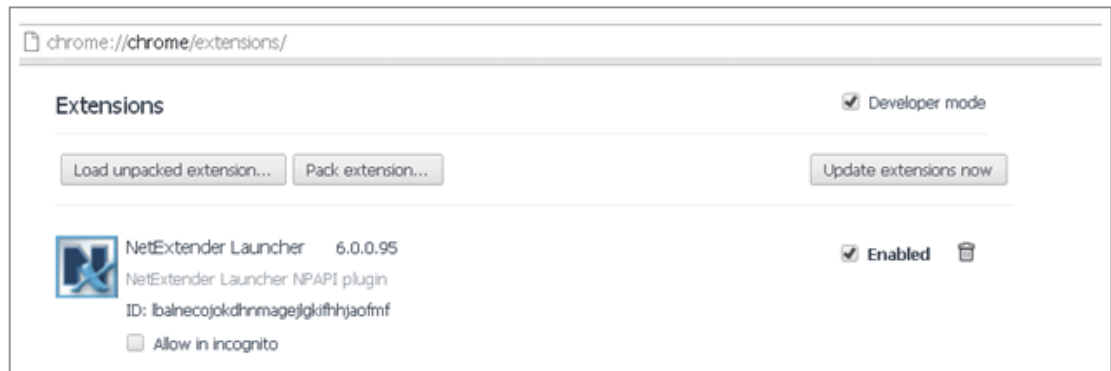 chrome://chrome/extensions/
Extensions
Developer mode
Load unpacked extension...
Pack extension...
Update extensions now
NetExtender Launcher 6.0.0.95
Enabled
NetExtender Launcher NPAPI plugin
ID: lbalnecojokdhnmagejlgkifhhjaofmf
Allow in incognito